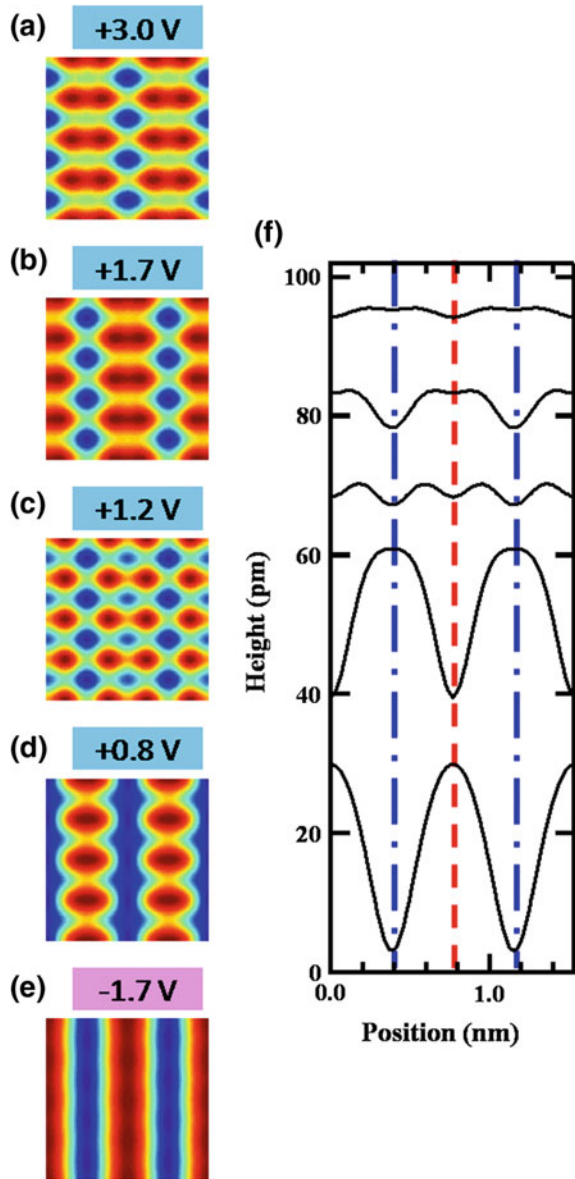 (a)
+3.0 V
(b)
+1.7 V
(c)
+1.2 V
(d)
+0.8 V
(e)
-1.7 V
(f)
100
80
60
40
20
0
Height (pm)
0.0
1.0
Position (nm)